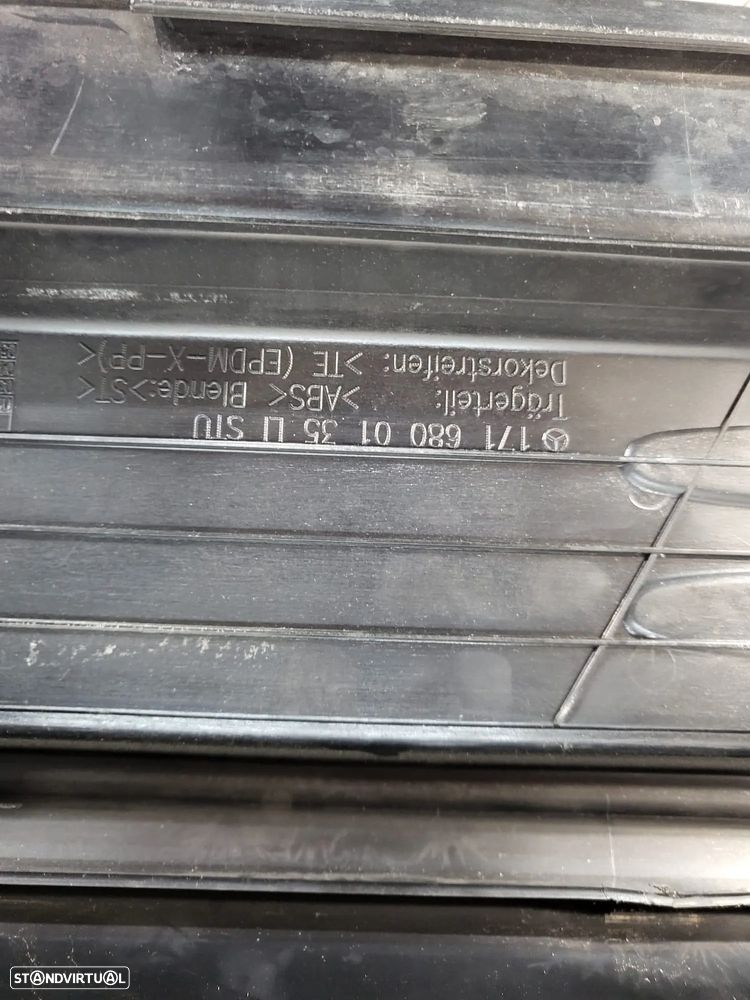 171 680 01 35 LI STU
Trägerteil: >ABS< Blende:>ST<
Dekorstreifen: >TE (EPDM-X-PP)<
STANDVIRTUAL